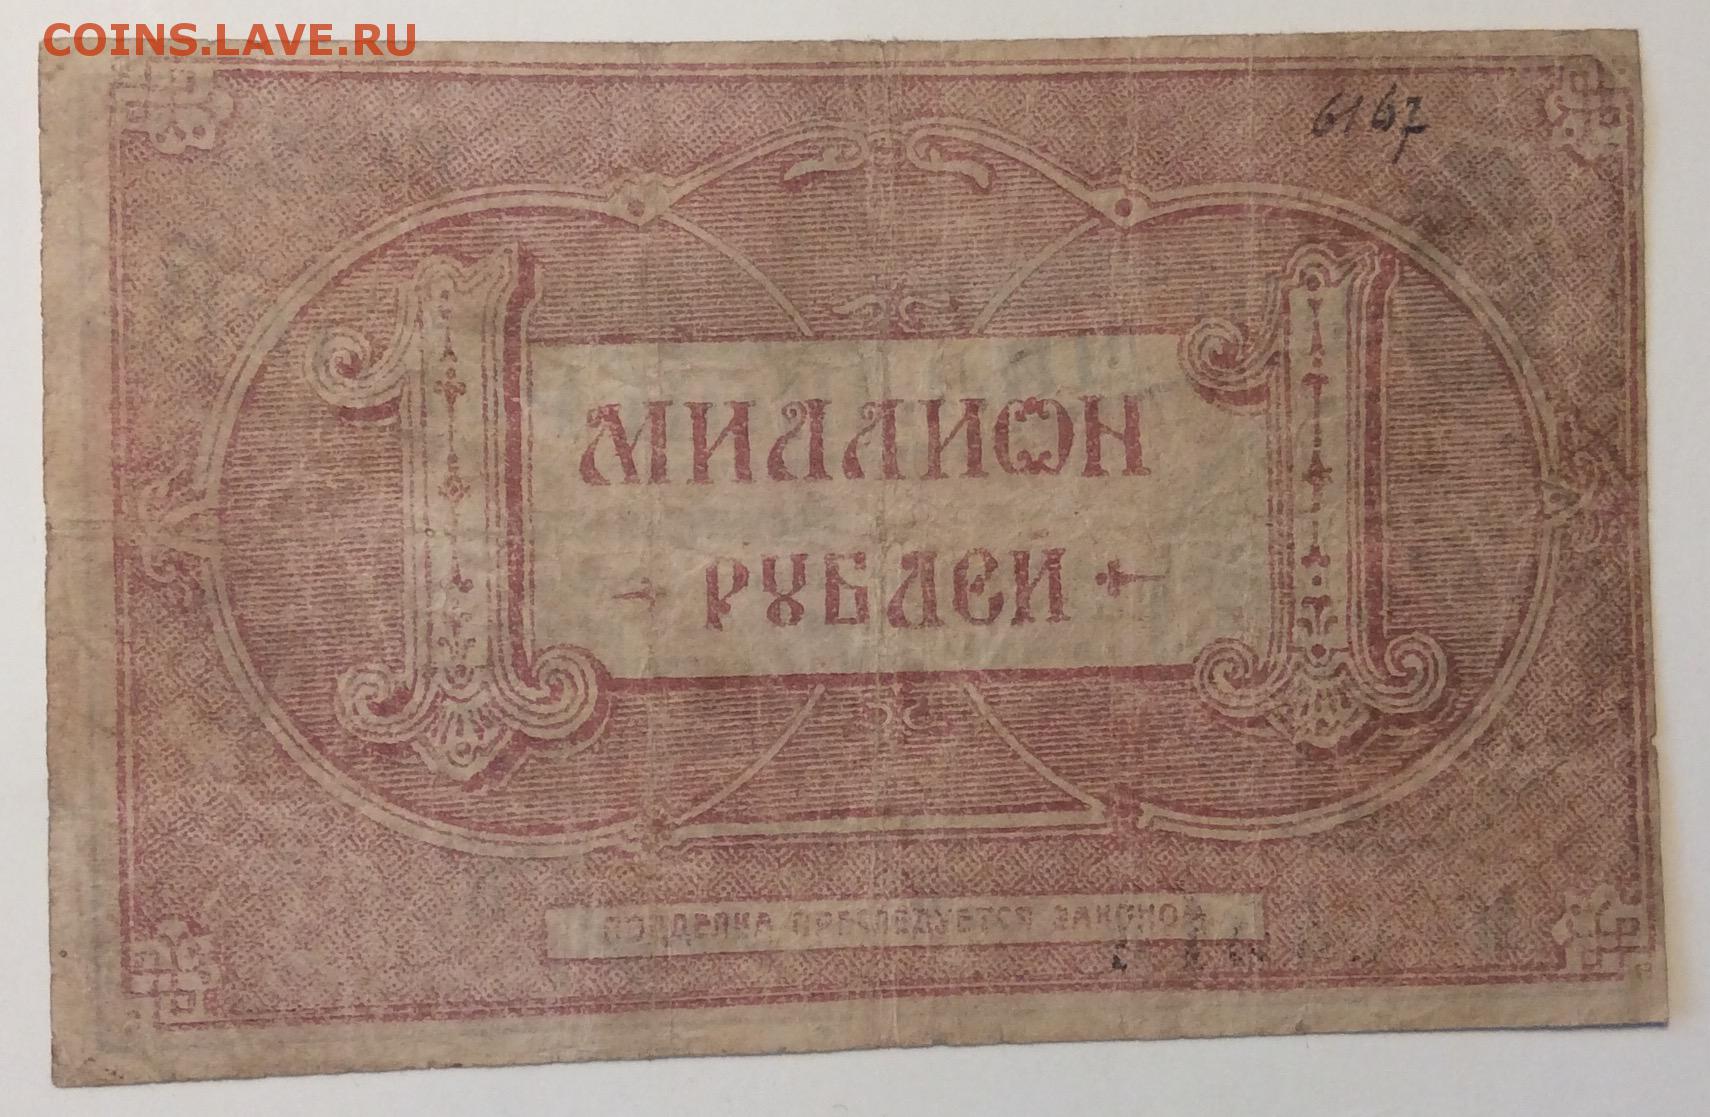 COINS.LAVE.RU
6167
1 МИЛЛИОН 1
РУБЛЕЙ
ПОДДЕЛКА ПРЕСЛЕДУЕТСЯ ЗАКОНОМ